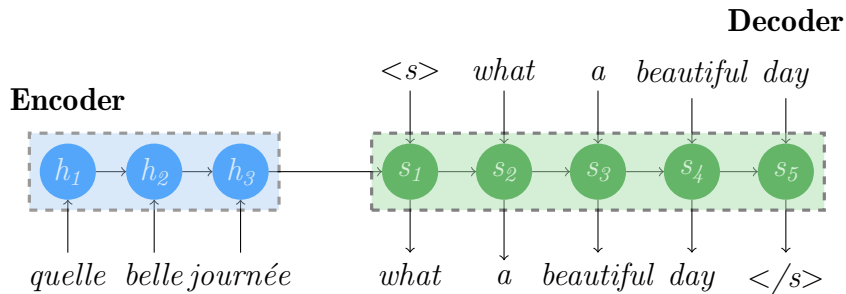 Decoder
<s> what a beautiful day
Encoder
h1 h2 h3 s1 s2 s3 s4 s5
quelle belle journée what a beautiful day </s>